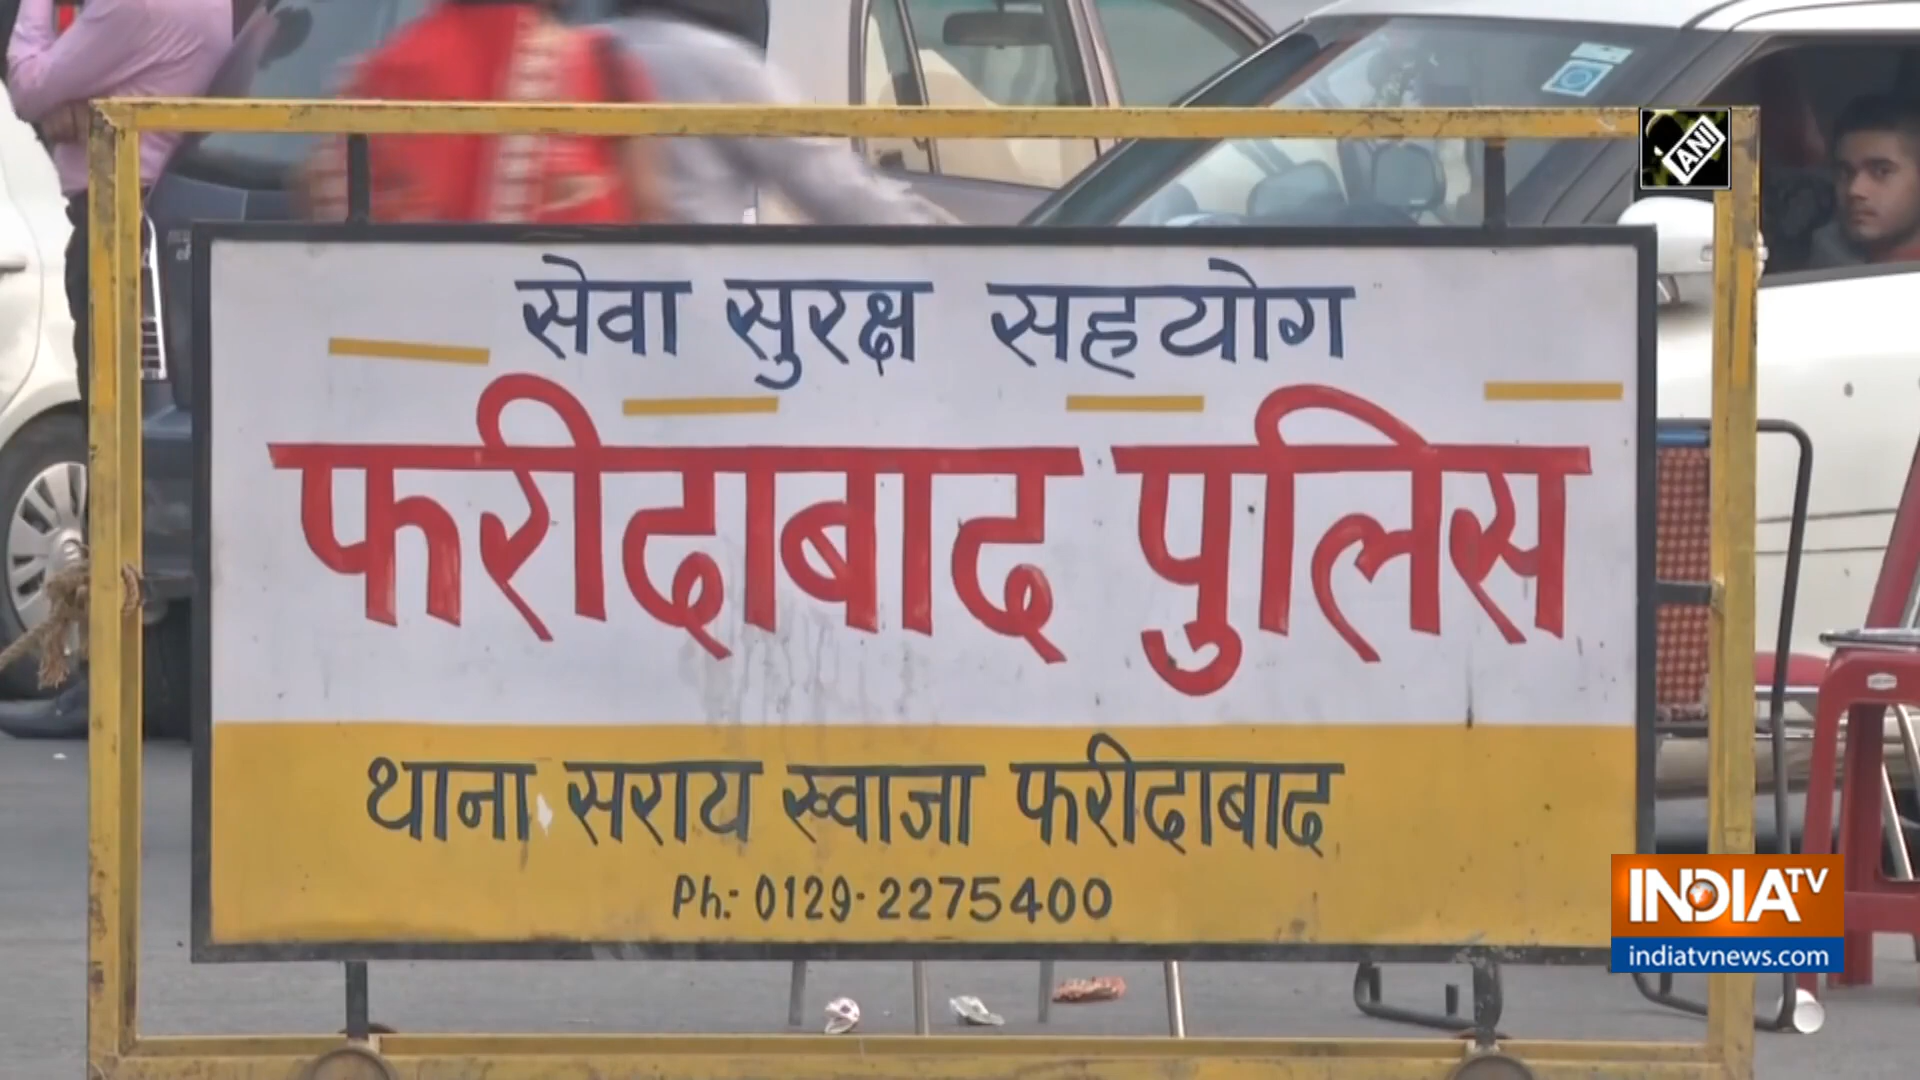 ANI
सेवा सुरक्ष सहयोग
फरीदाबाद पुलिस
थाना सराय ख्वाजा फरीदाबाद
Ph:- 0129-2275400
INDIA TV
indiatvnews.com